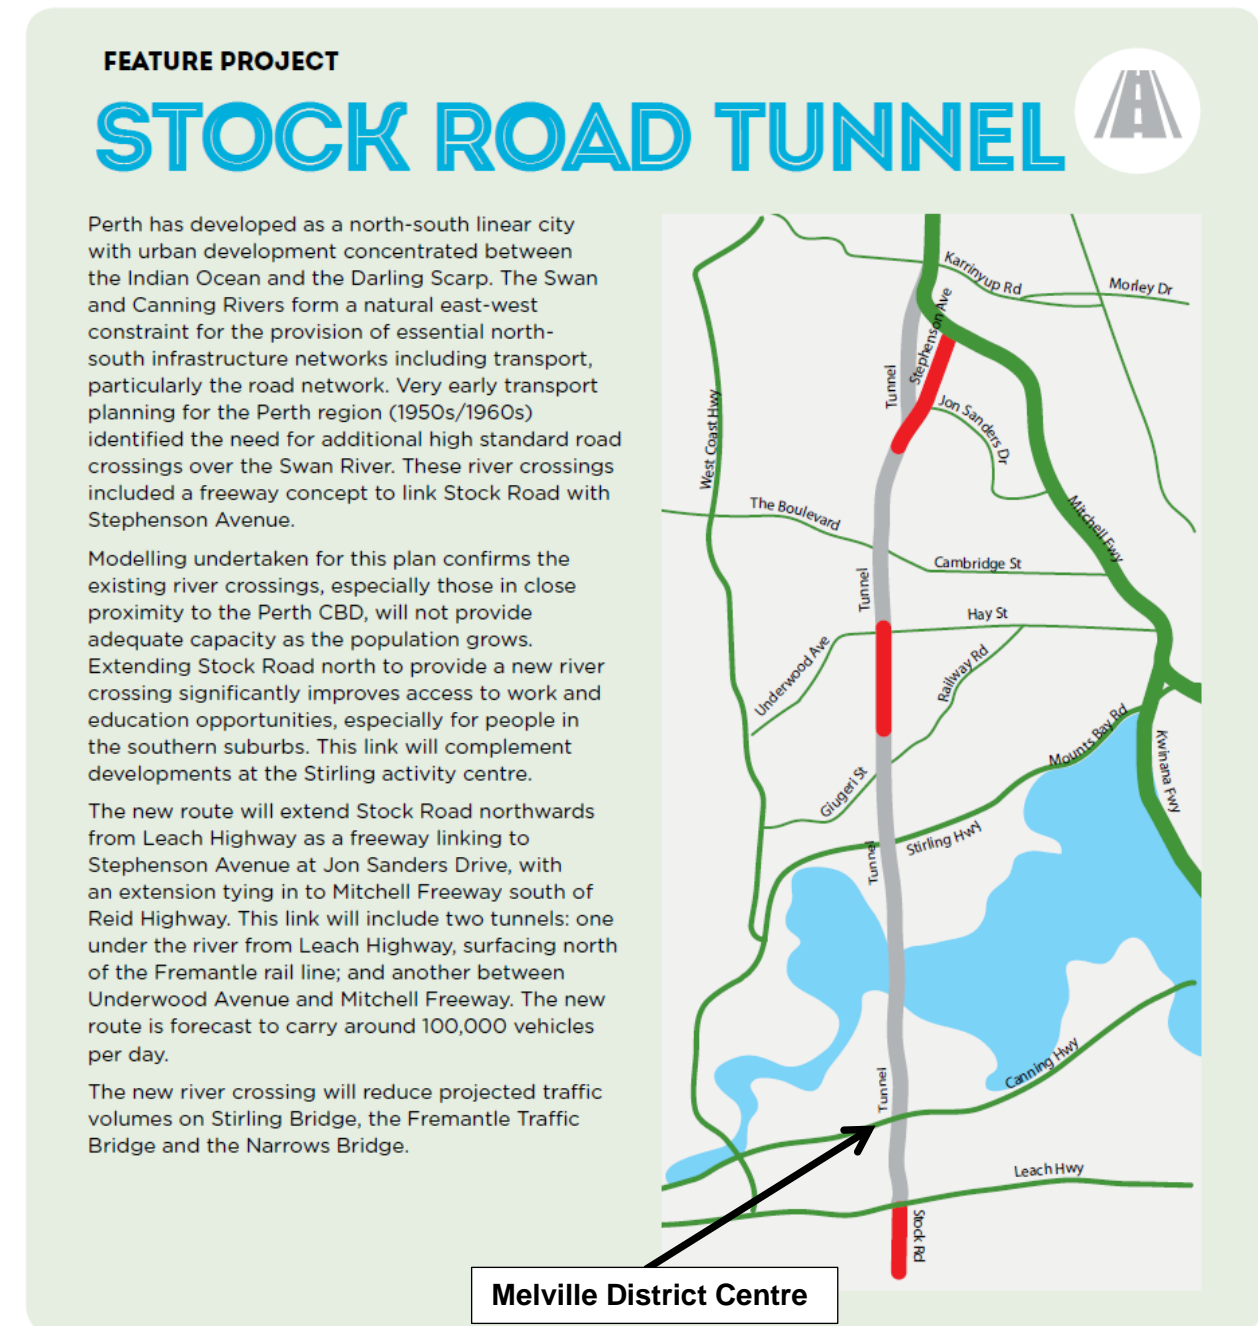 FEATURE PROJECT
STOCK ROAD TUNNEL
Perth has developed as a north-south linear city
with urban development concentrated between
the Indian Ocean and the Darling Scarp. The Swan
and Canning Rivers form a natural east-west
constraint for the provision of essential north-
south infrastructure networks including transport,
particularly the road network. Very early transport
planning for the Perth region (1950s/1960s)
identified the need for additional high standard road
crossings over the Swan River. These river crossings
included a freeway concept to link Stock Road with
Stephenson Avenue.
Modelling undertaken for this plan confirms the
existing river crossings, especially those in close
proximity to the Perth CBD, will not provide
adequate capacity as the population grows.
Extending Stock Road north to provide a new river
crossing significantly improves access to work and
education opportunities, especially for people in
the southern suburbs. This link will complement
developments at the Stirling activity centre.
The new route will extend Stock Road northwards
from Leach Highway as a freeway linking to
Stephenson Avenue at Jon Sanders Drive, with
an extension tying in to Mitchell Freeway south of
Reid Highway. This link will include two tunnels: one
under the river from Leach Highway, surfacing north
of the Fremantle rail line; and another between
Underwood Avenue and Mitchell Freeway. The new
route is forecast to carry around 100,000 vehicles
per day.
The new river crossing will reduce projected traffic
volumes on Stirling Bridge, the Fremantle Traffic
Bridge and the Narrows Bridge.
Karrinyup Rd
Morley Dr
Stephenson Ave
Tunnel
Jon Sanders Dr
West Coast Hwy
The Boulevard
Mitchell Fwy
Cambridge St
Tunnel
Hay St
Underwood Ave
Railway Rd
Mounts Bay Rd
Kwinana Fwy
Giugeri St
Stirling Hwy
Tunnel
Canning Hwy
Tunnel
Leach Hwy
Stock Rd
Melville District Centre